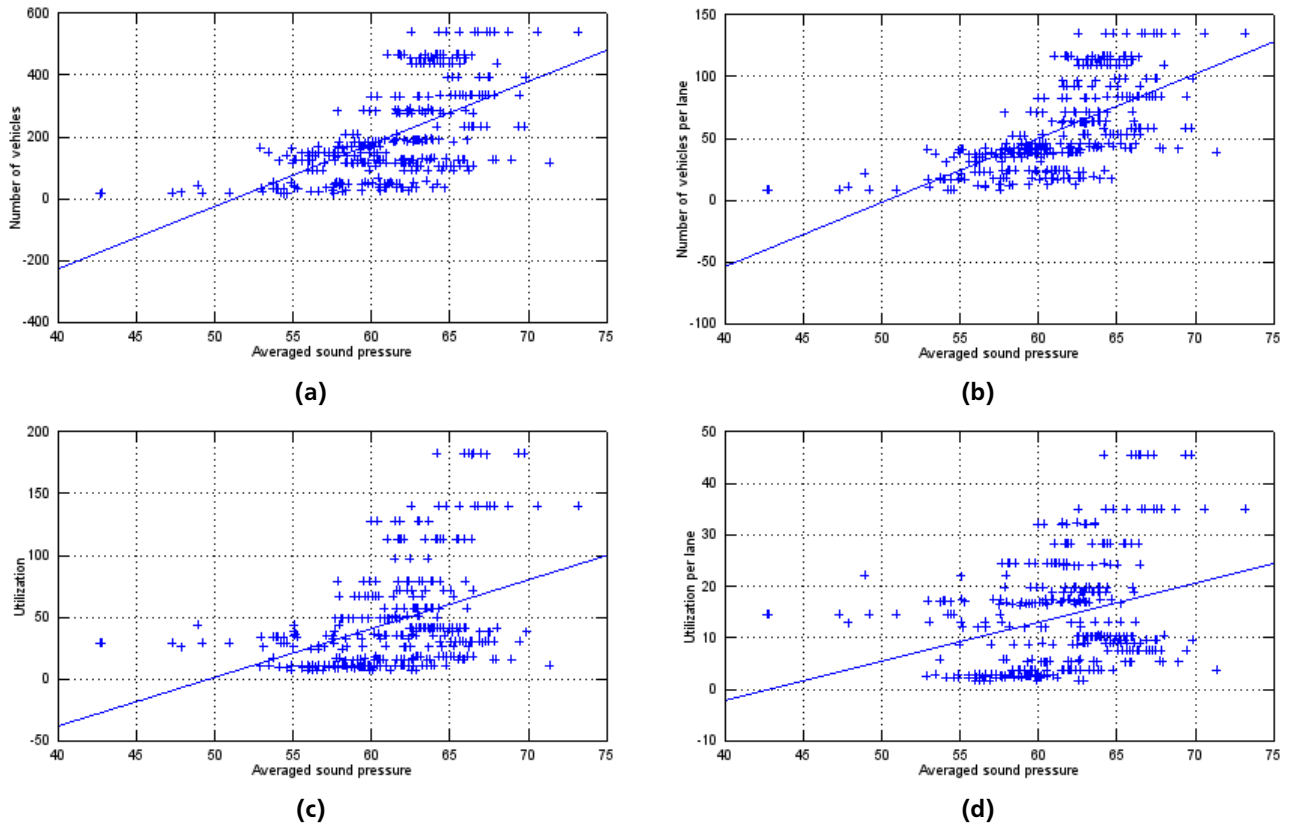 600
400
200
0
-200
-400
Number of vehicles
40 45 50 55 60 65 70 75
Averaged sound pressure
(a)
150
100
50
0
-50
-100
Number of vehicles per lane
40 45 50 55 60 65 70 75
Averaged sound pressure
(b)
200
150
100
50
0
-50
Utilization
40 45 50 55 60 65 70 75
Averaged sound pressure
(c)
50
40
30
20
10
0
-10
Utilization per lane
40 45 50 55 60 65 70 75
Averaged sound pressure
(d)